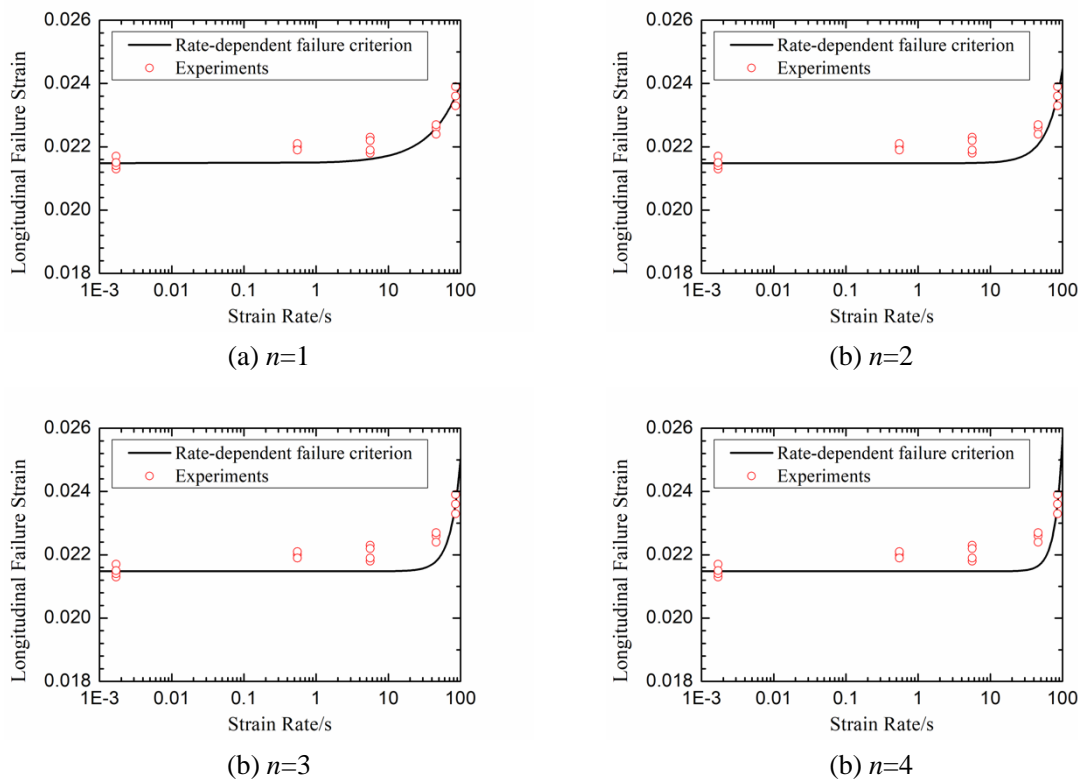 0.026
0.024
0.022
0.020
0.018
Longitudinal Failure Strain
Rate-dependent failure criterion
Experiments
1E-3 0.01 0.1 1 10 100
Strain Rate/s
(a) n=1
0.026
0.024
0.022
0.020
0.018
Longitudinal Failure Strain
Rate-dependent failure criterion
Experiments
1E-3 0.01 0.1 1 10 100
Strain Rate/s
(b) n=2
0.026
0.024
0.022
0.020
0.018
Longitudinal Failure Strain
Rate-dependent failure criterion
Experiments
1E-3 0.01 0.1 1 10 100
Strain Rate/s
(b) n=3
0.026
0.024
0.022
0.020
0.018
Longitudinal Failure Strain
Rate-dependent failure criterion
Experiments
1E-3 0.01 0.1 1 10 100
Strain Rate/s
(b) n=4